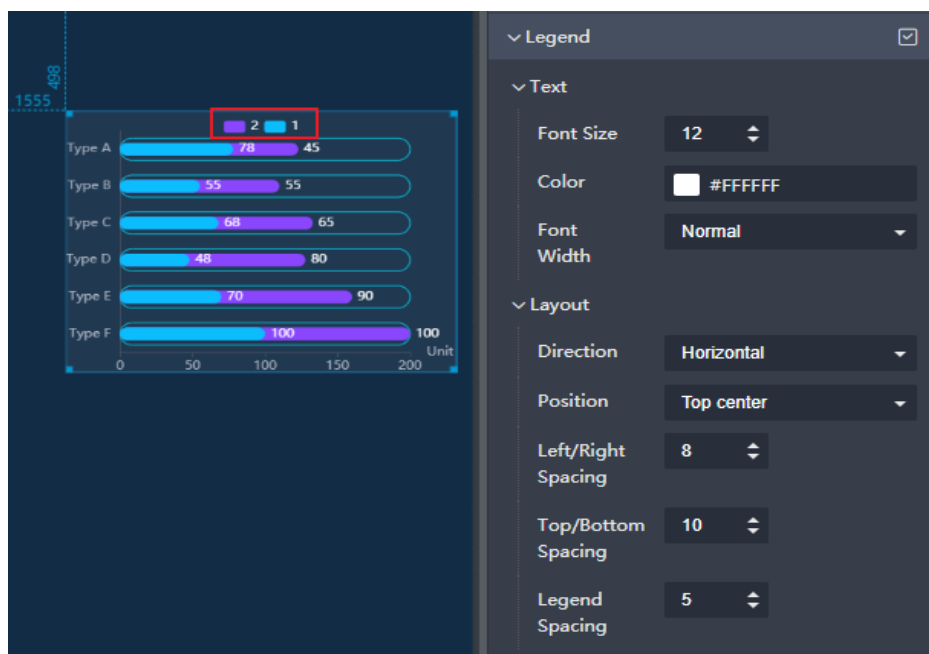 498
1555
2 1
Type A 78 45
Type B 55 55
Type C 68 65
Type D 48 80
Type E 70 90
Type F 100 100
Unit
0 50 100 150 200
Legend
Text
Font Size 12
Color #FFFFFF
Font Normal
Width
Layout
Direction Horizontal
Position Top center
Left/Right 8
Spacing
Top/Bottom 10
Spacing
Legend 5
Spacing